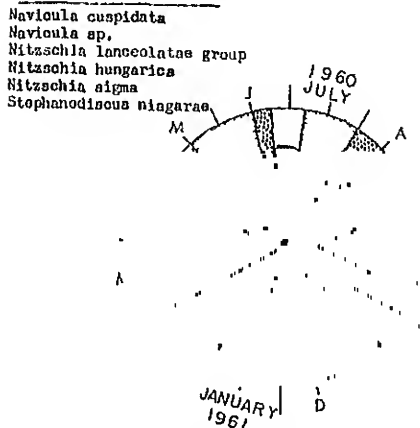 Navicula cuspidata
Navicula sp.
Nitzschia lanceolatae group
Nitzschia hungarica
Nitzschia sigma
Stephanodiscus niagarae
1960
JULY
J
M
A
A
JANUARY
D
1961